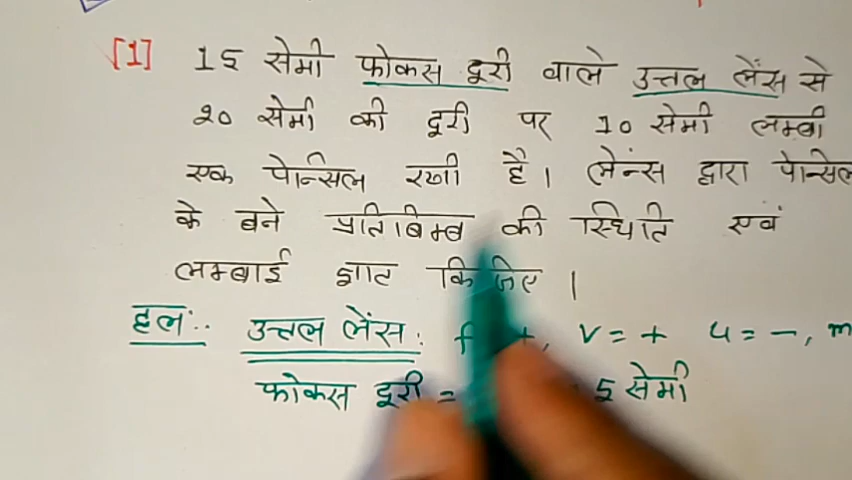 [1] 15 सेमी फोकस दूरी वाले उत्तल लेंस से
20 सेमी की दूरी पर 10 सेमी लम्बी
एक पेन्सिल रखी है। लेन्स द्वारा पेन्सिल
के बने प्रतिबिम्ब की स्थिति एवं
लम्बाई ज्ञात किजिए ।
हल:. उत्तल लेंस: f +, v = + u = -, m
फोकस दूरी = 5 सेमी